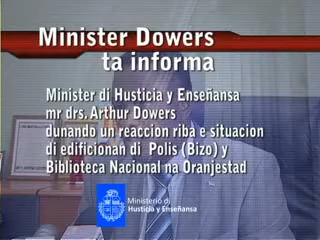 Minister Dowers
ta informa
Minister di Husticia y Enseñansa
mr drs. Arthur Dowers
dunando un reaccion riba e situacion
di edificionan di Polis (Bizo) y
Biblioteca Nacional na Oranjestad
Ministerio di
Husticia y Enseñansa